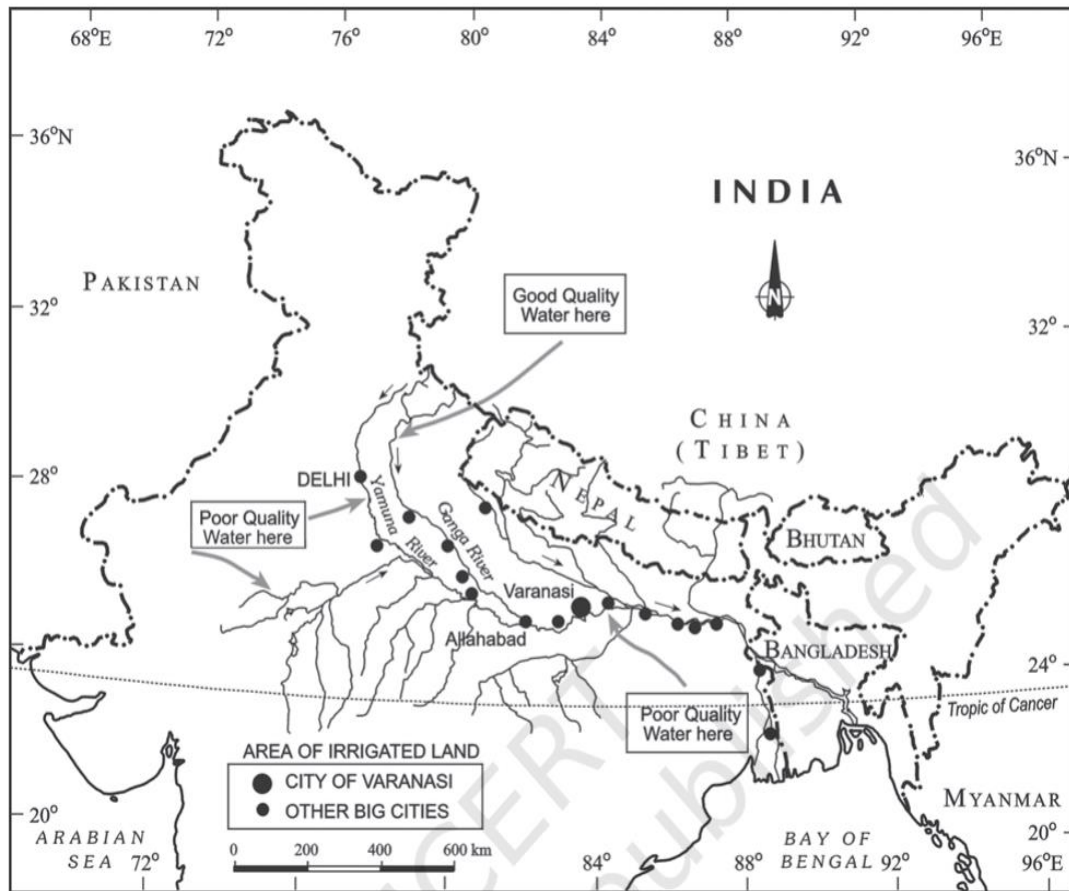 68°E 72° 76° 80° 84° 88° 92° 96°E
36°N
36°N
INDIA
PAKISTAN
N
Good Quality
Water here
32°
32°
CHINA
(TIBET)
28°
28°
DELHI
NEPAL
Poor Quality
Water here
Yamuna
River
Ganga River
BHUTAN
Varanasi
Allahabad
BANGLADESH
24°
24°
Tropic of Cancer
Poor Quality
Water here
AREA OF IRRIGATED LAND
CITY OF VARANASI
OTHER BIG CITIES
MYANMAR
20°
20°
ARABIAN
SEA
BAY OF
BENGAL
0 200 400 600 km
72° 84° 88° 92° 96°E
NCERT
published